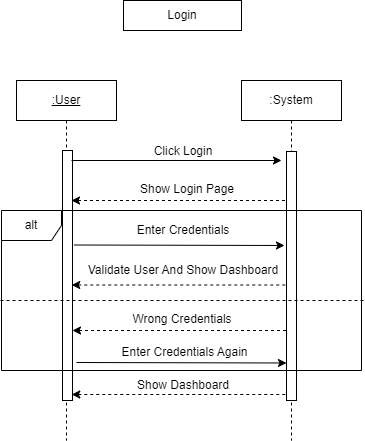 Login
:User
:System
Click Login
Show Login Page
alt
Enter Credentials
Validate User And Show Dashboard
Wrong Credentials
Enter Credentials Again
Show Dashboard